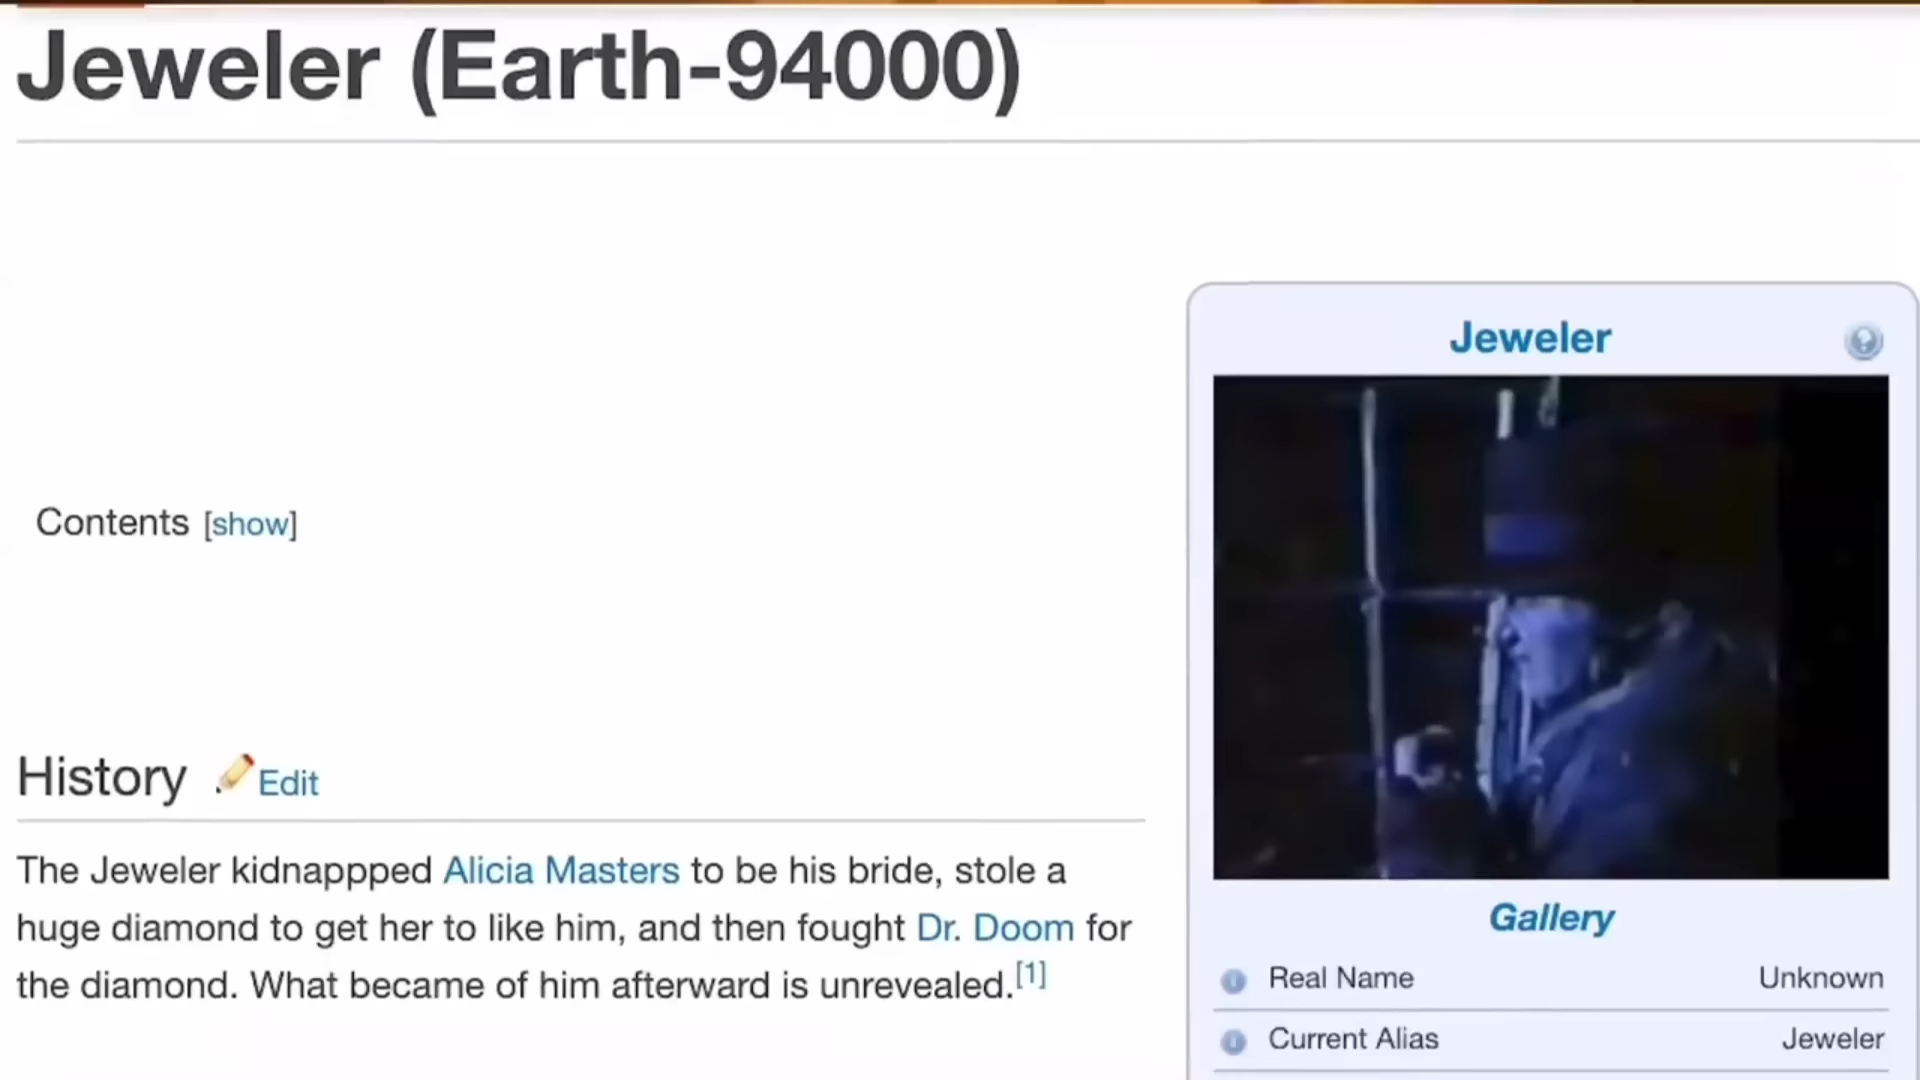 Jeweler (Earth-94000)
Contents [show]
History Edit
The Jeweler kidnappped Alicia Masters to be his bride, stole a
huge diamond to get her to like him, and then fought Dr. Doom for
the diamond. What became of him afterward is unrevealed.[1]
Jeweler
Gallery
Real Name Unknown
Current Alias Jeweler